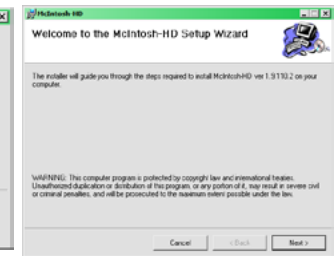 McIntosh-HD
Welcome to the McIntosh-HD Setup Wizard
The installer will guide you through the steps required to install McIntosh-HD ver 1.9.110.2 on your
computer.
WARNING: This computer program is protected by copyright law and international treaties.
Unauthorized duplication or distribution of this program, or any portion of it, may result in severe civil
or criminal penalties, and will be prosecuted to the maximum extent possible under the law.
Cancel
< Back
Next >